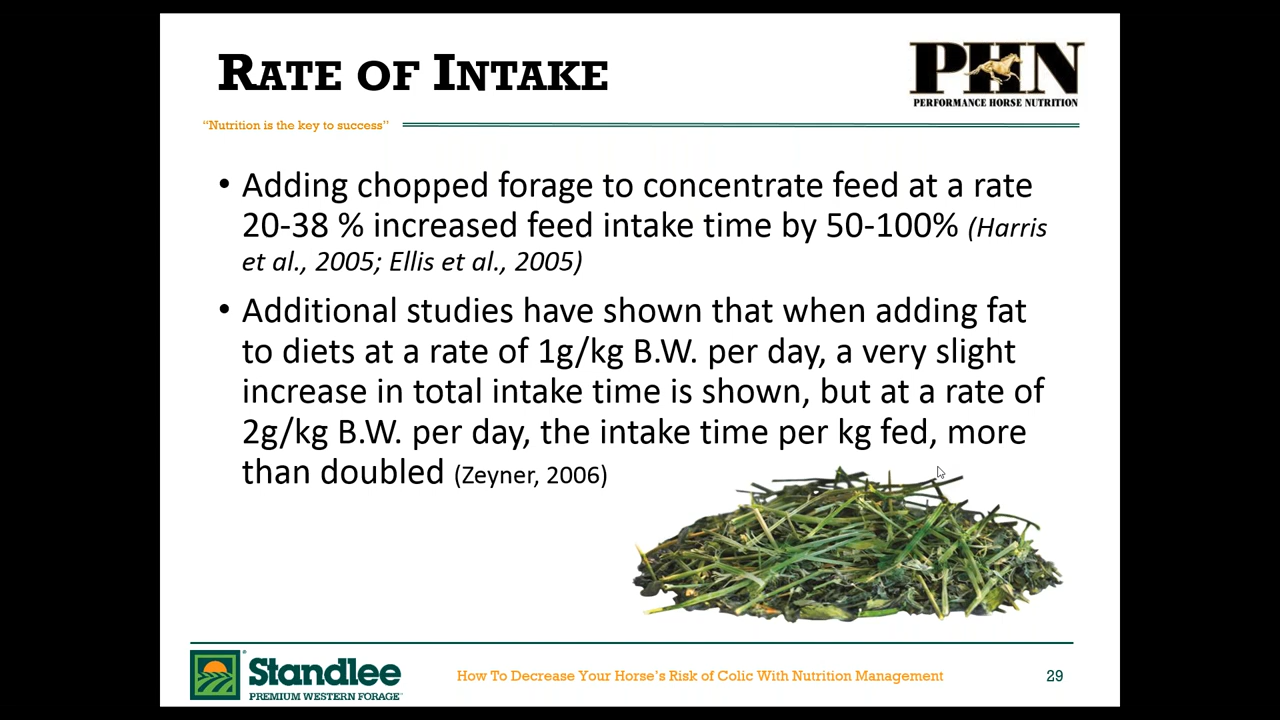 RATE OF INTAKE
PHN
PERFORMANCE HORSE NUTRITION
“Nutrition is the key to success”
• Adding chopped forage to concentrate feed at a rate
20-38 % increased feed intake time by 50-100% (Harris
et al., 2005; Ellis et al., 2005)
• Additional studies have shown that when adding fat
to diets at a rate of 1g/kg B.W. per day, a very slight
increase in total intake time is shown, but at a rate of
2g/kg B.W. per day, the intake time per kg fed, more
than doubled (Zeyner, 2006)
Standlee®
PREMIUM WESTERN FORAGE
How To Decrease Your Horse’s Risk of Colic With Nutrition Management
29